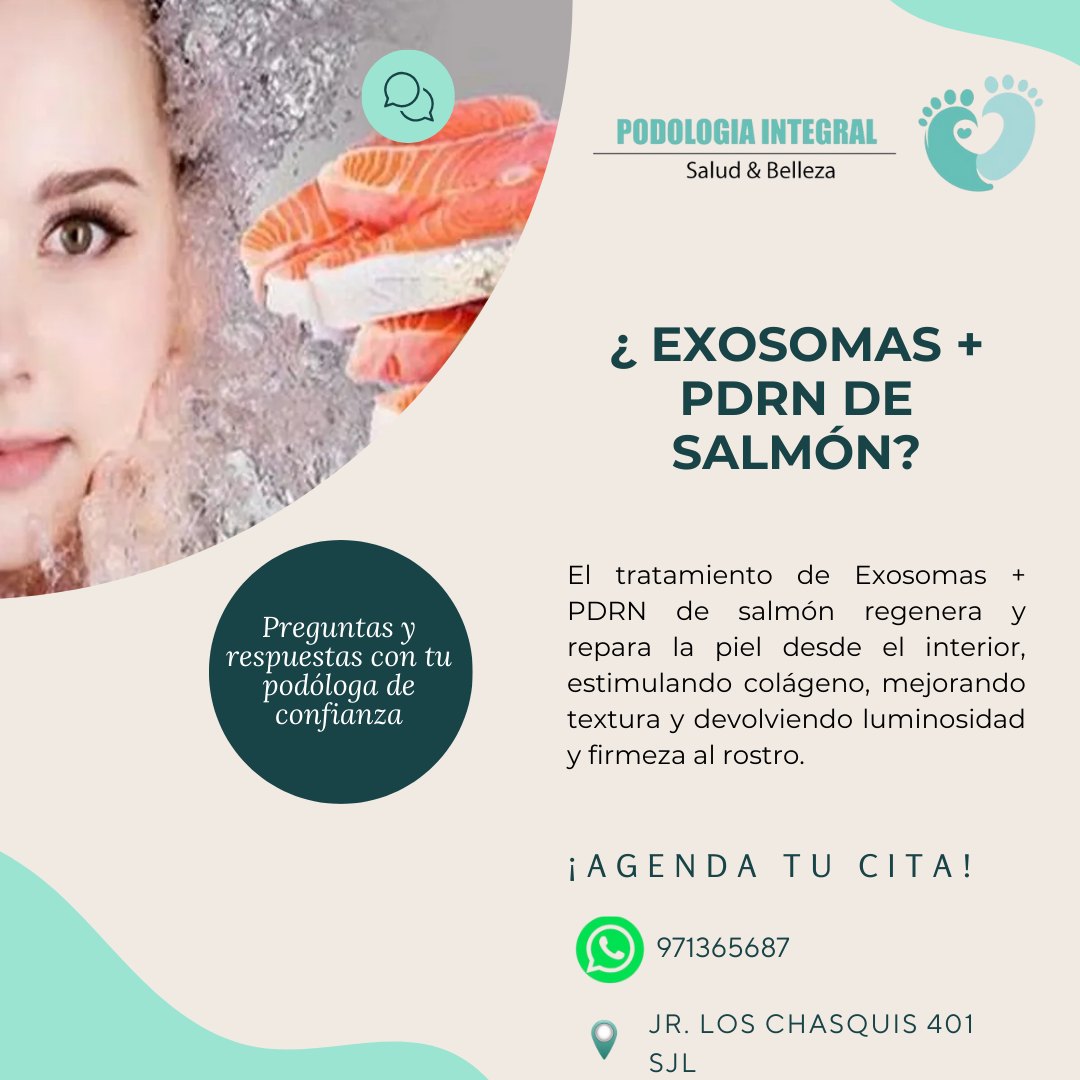 PODOLOGIA INTEGRAL
Salud & Belleza
¿ EXOSOMAS +
PDRN DE
SALMÓN?
Preguntas y
respuestas con tu
podóloga de
confianza
El tratamiento de Exosomas +
PDRN de salmón regenera y
repara la piel desde el interior,
estimulando colágeno, mejorando
textura y devolviendo luminosidad
y firmeza al rostro.
¡AGENDA TU CITA!
971365687
JR. LOS CHASQUIS 401
SJL